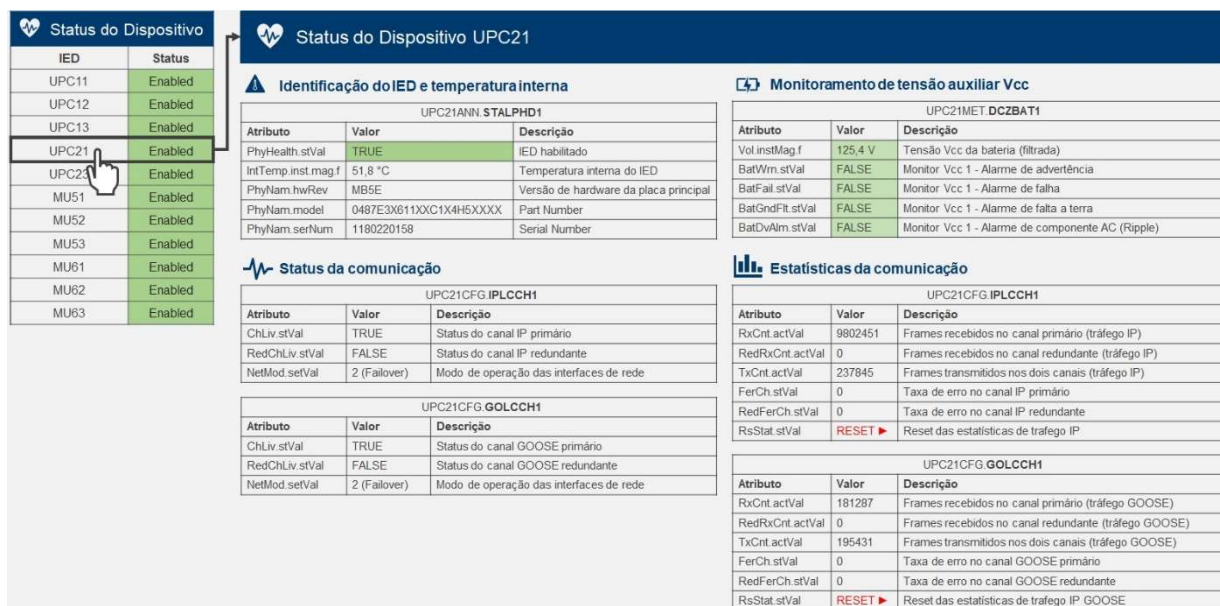 Status do Dispositivo
IED Status
UPC11 Enabled
UPC12 Enabled
UPC13 Enabled
UPC21 Enabled
UPC23 Enabled
MU51 Enabled
MU52 Enabled
MU53 Enabled
MU61 Enabled
MU62 Enabled
MU63 Enabled
Status do Dispositivo UPC21
Identificação do IED e temperatura interna
UPC21ANN.STALPHD1
Atributo Valor Descrição
PhyHealth.stVal TRUE IED habilitado
IntTemp.inst.mag.f 51,8 °C Temperatura interna do IED
PhyNam.hwRev MB5E Versão de hardware da placa principal
PhyNam.model 0487E3X611XXC1X4H5XXXX Part Number
PhyNam.serNum 1180220158 Serial Number
Monitoramento de tensão auxiliar Vcc
UPC21MET.DCZBAT1
Atributo Valor Descrição
Vol.instMag.f 125,4 V Tensão Vcc da bateria (filtrada)
BatWrn.stVal FALSE Monitor Vcc 1 - Alarme de advertência
BatFail.stVal FALSE Monitor Vcc 1 - Alarme de falha
BatGndFlt.stVal FALSE Monitor Vcc 1 - Alarme de falta a terra
BatDvAlm.stVal FALSE Monitor Vcc 1 - Alarme de componente AC (Ripple)
Status da comunicação
UPC21CFG.IPLCCH1
Atributo Valor Descrição
ChLiv.stVal TRUE Status do canal IP primário
RedChLiv.stVal FALSE Status do canal IP redundante
NetMod.setVal 2 (Failover) Modo de operação das interfaces de rede
UPC21CFG.GOLCCH1
Atributo Valor Descrição
ChLiv.stVal TRUE Status do canal GOOSE primário
RedChLiv.stVal FALSE Status do canal GOOSE redundante
NetMod.setVal 2 (Failover) Modo de operação das interfaces de rede
Estatísticas da comunicação
UPC21CFG.IPLCCH1
Atributo Valor Descrição
RxCnt.actVal 9802451 Frames recebidos no canal primário (tráfego IP)
RedRxCnt.actVal 0 Frames recebidos no canal redundante (tráfego IP)
TxCnt.actVal 237845 Frames transmitidos nos dois canais (tráfego IP)
FerCh.stVal 0 Taxa de erro no canal IP primário
RedFerCh.stVal 0 Taxa de erro no canal IP redundante
RsStat.stVal RESET ► Reset das estatísticas de trafego IP
UPC21CFG.GOLCCH1
Atributo Valor Descrição
RxCnt.actVal 181287 Frames recebidos no canal primário (tráfego GOOSE)
RedRxCnt.actVal 0 Frames recebidos no canal redundante (tráfego GOOSE)
TxCnt.actVal 195431 Frames transmitidos nos dois canais (tráfego GOOSE)
FerCh.stVal 0 Taxa de erro no canal GOOSE primário
RedFerCh.stVal 0 Taxa de erro no canal GOOSE redundante
RsStat.stVal RESET ► Reset das estatísticas de trafego IP GOOSE